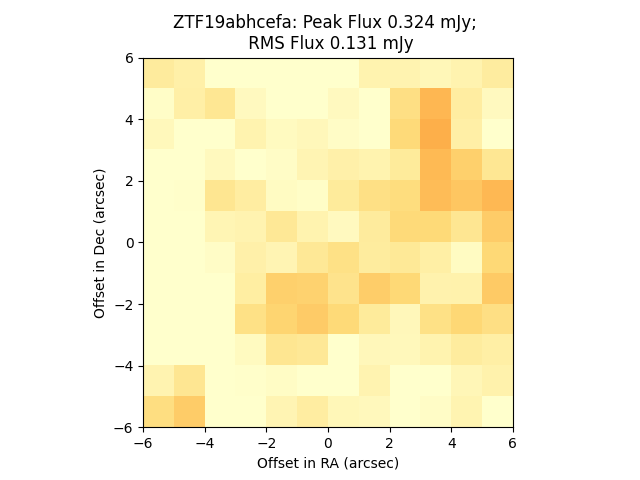 ZTF19abhcefa: Peak Flux 0.324 mJy;
RMS Flux 0.131 mJy
6
4
2
0
−2
−4
−6
Offset in Dec (arcsec)
−6 −4 −2 0 2 4 6
Offset in RA (arcsec)